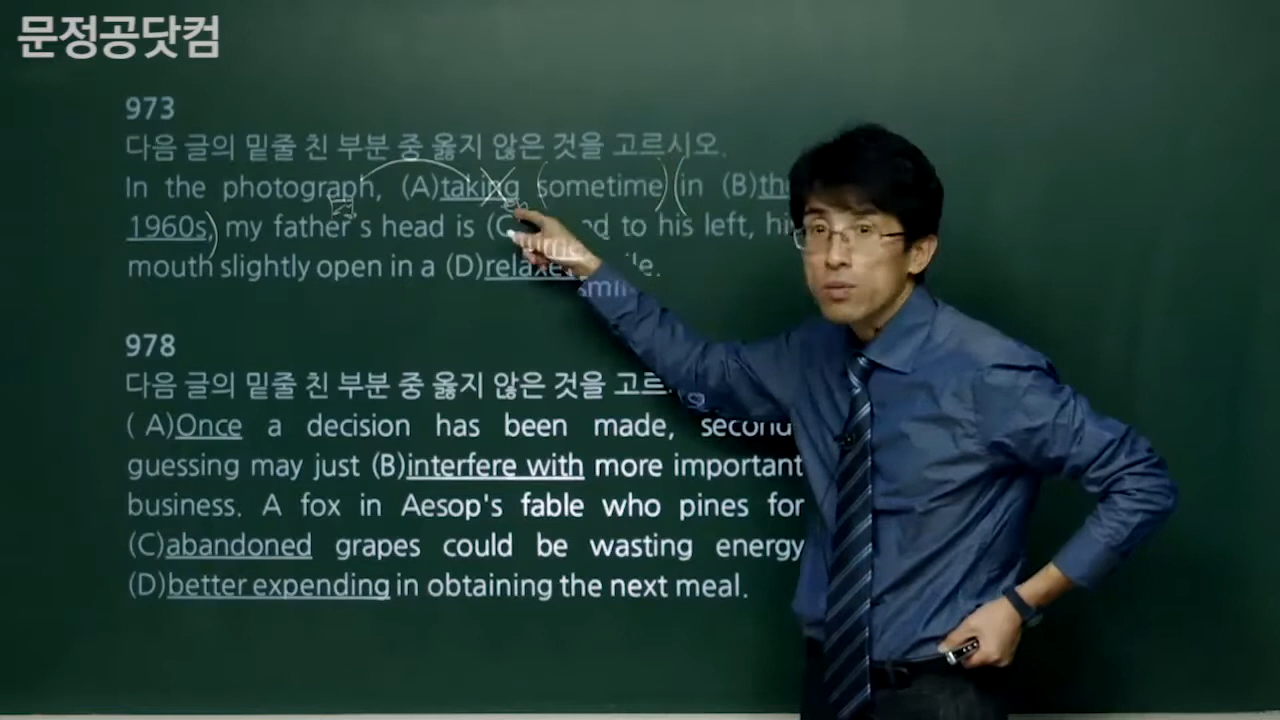 문정공닷컴
973
다음 글의 밑줄 친 부분 중 옳지 않은 것을 고르시오.
In the photograph, (A)taking sometime in (B)the
1960s, my father's head is to his left,
mouth slightly open in a (D)relaxed
978
다음 글의 밑줄 친 부분 중 옳지 않은 것을
(A)Once a decision has been made, second
guessing may just (B)interfere with more important
business. A fox in Aesop's fable who pines for
(C)abandoned grapes could be wasting energy
(D)better expending in obtaining the next meal.